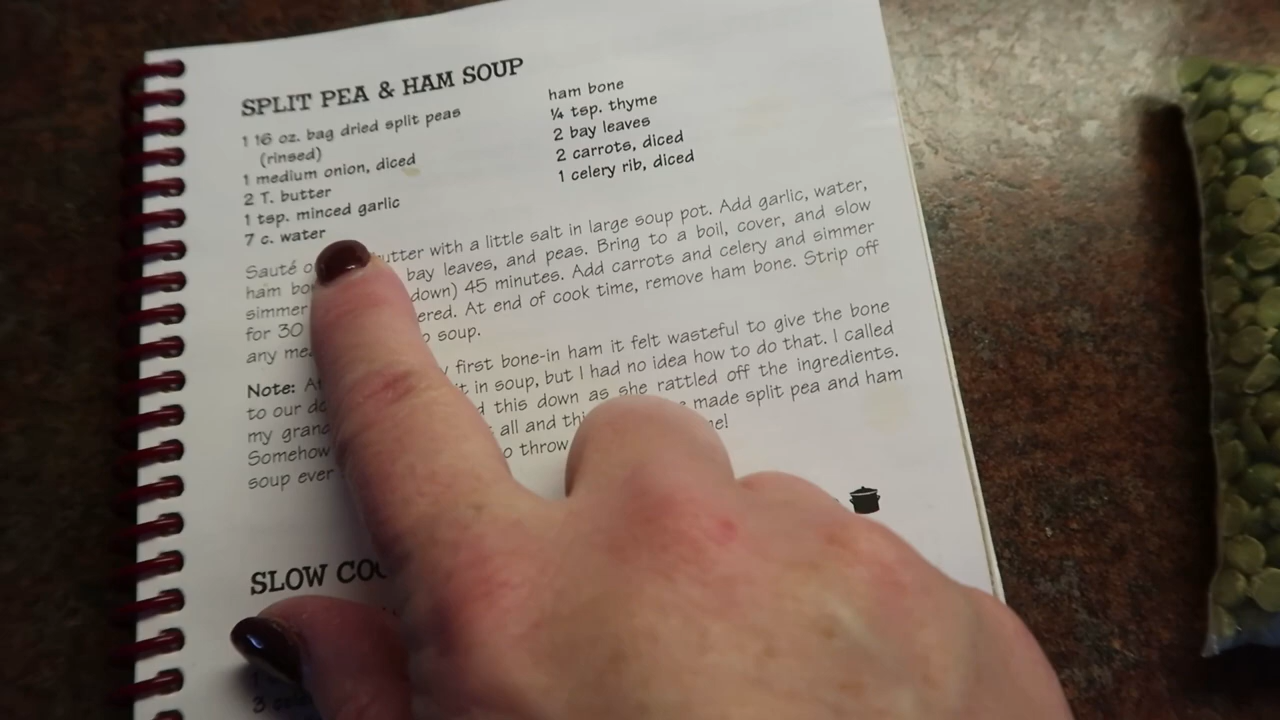 SPLIT PEA & HAM SOUP
1 16 oz. bag dried split peas
(rinsed)
1 medium onion, diced
2 T. butter
1 tsp. minced garlic
7 c. water
ham bone
¼ tsp. thyme
2 bay leaves
2 carrots, diced
1 celery rib, diced
Sauté utter with a little salt in large soup pot. Add garlic, water,
ham bay leaves, and peas. Bring to a boil, cover, and slow
simmer down) 45 minutes. Add carrots and celery and simmer
for 30 ered. At end of cook time, remove ham bone. Strip off
any soup.
Note: first bone-in ham it felt wasteful to give the bone
to our in soup, but I had no idea how to do that. I called
my this down as she rattled off the ingredients.
Somehow all and made split pea and ham
soup ever throw
SLOW
3